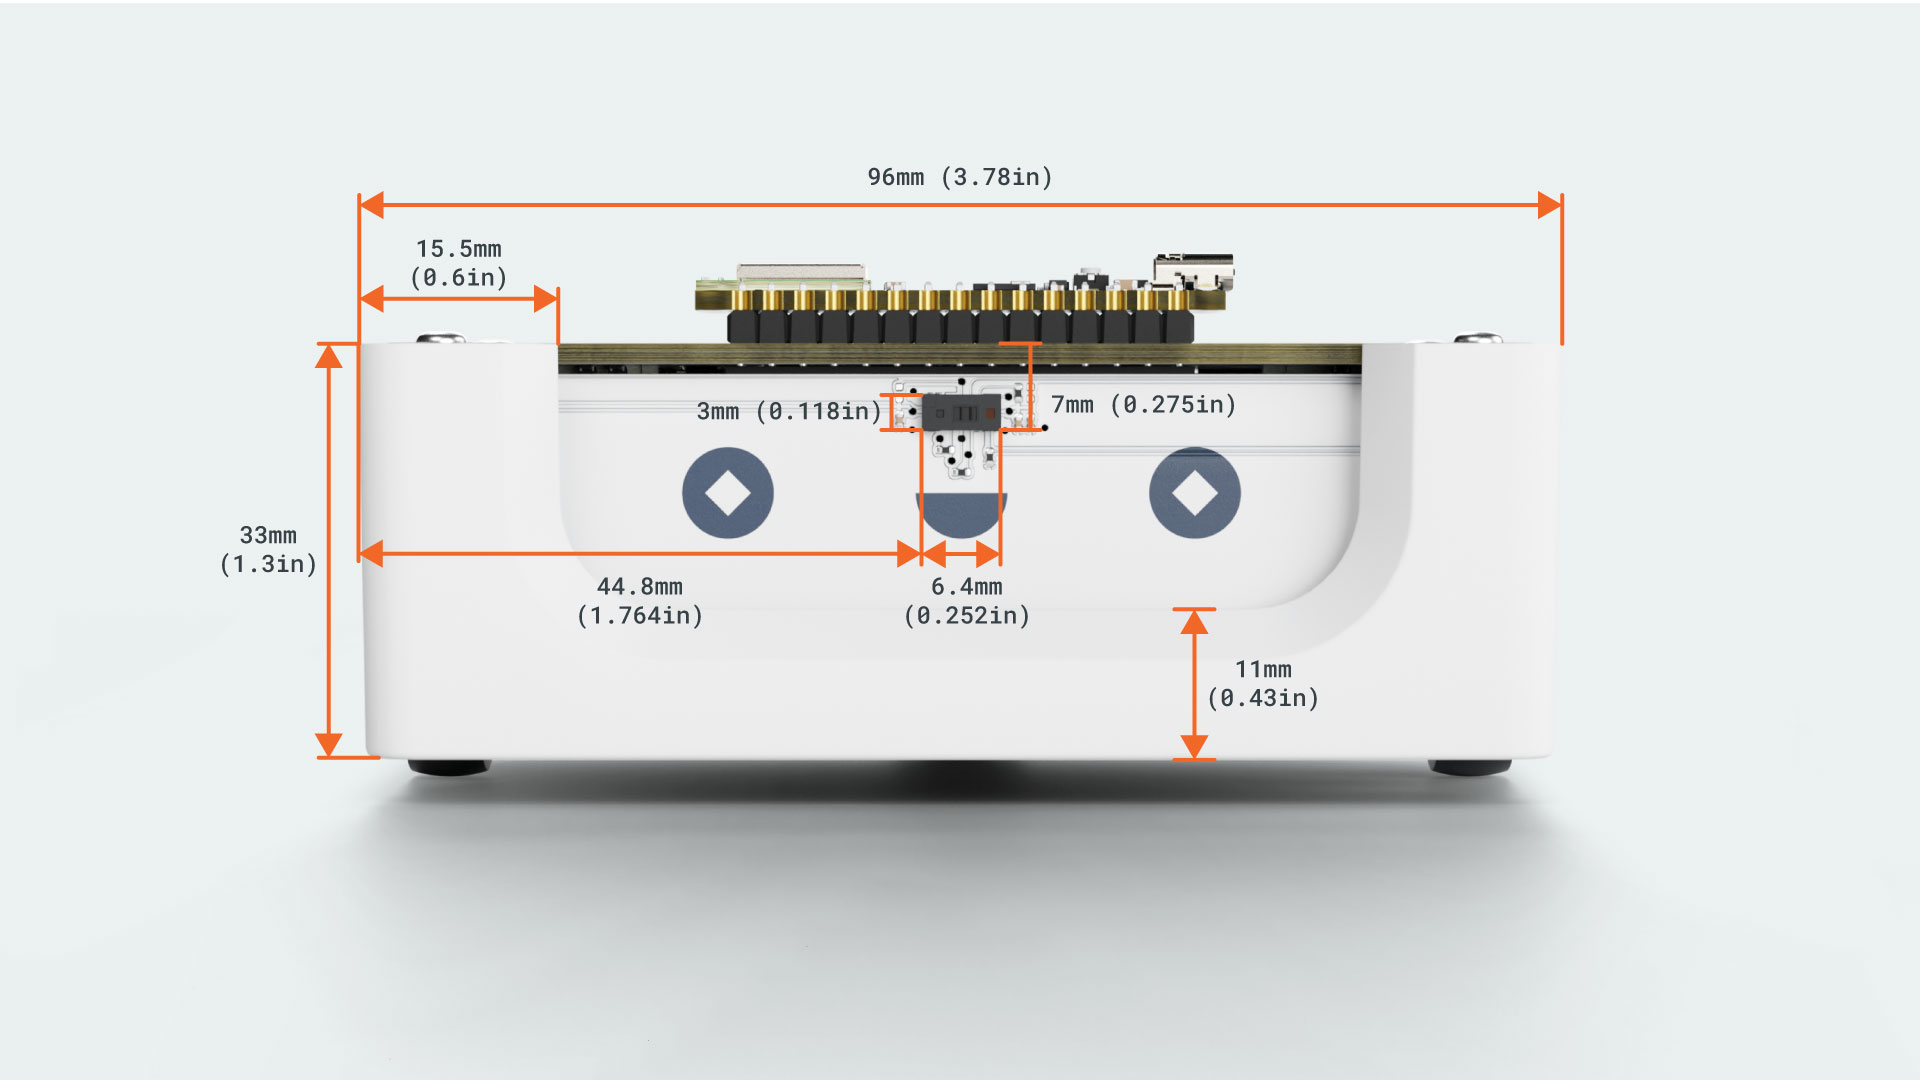 96mm (3.78in)
15.5mm
(0.6in)
3mm (0.118in)
7mm (0.275in)
33mm
(1.3in)
44.8mm
(1.764in)
6.4mm
(0.252in)
11mm
(0.43in)